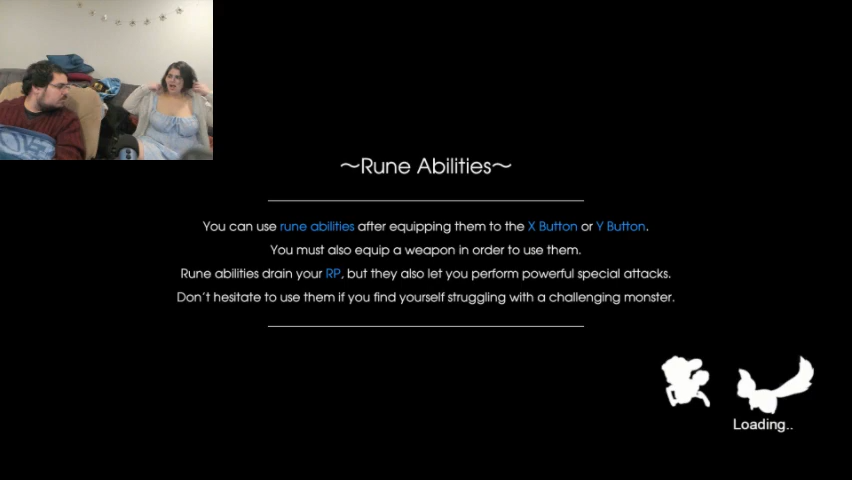 ～Rune Abilities～
You can use rune abilities after equipping them to the X Button or Y Button.
You must also equip a weapon in order to use them.
Rune abilities drain your RP, but they also let you perform powerful special attacks.
Don't hesitate to use them if you find yourself struggling with a challenging monster.
Loading..